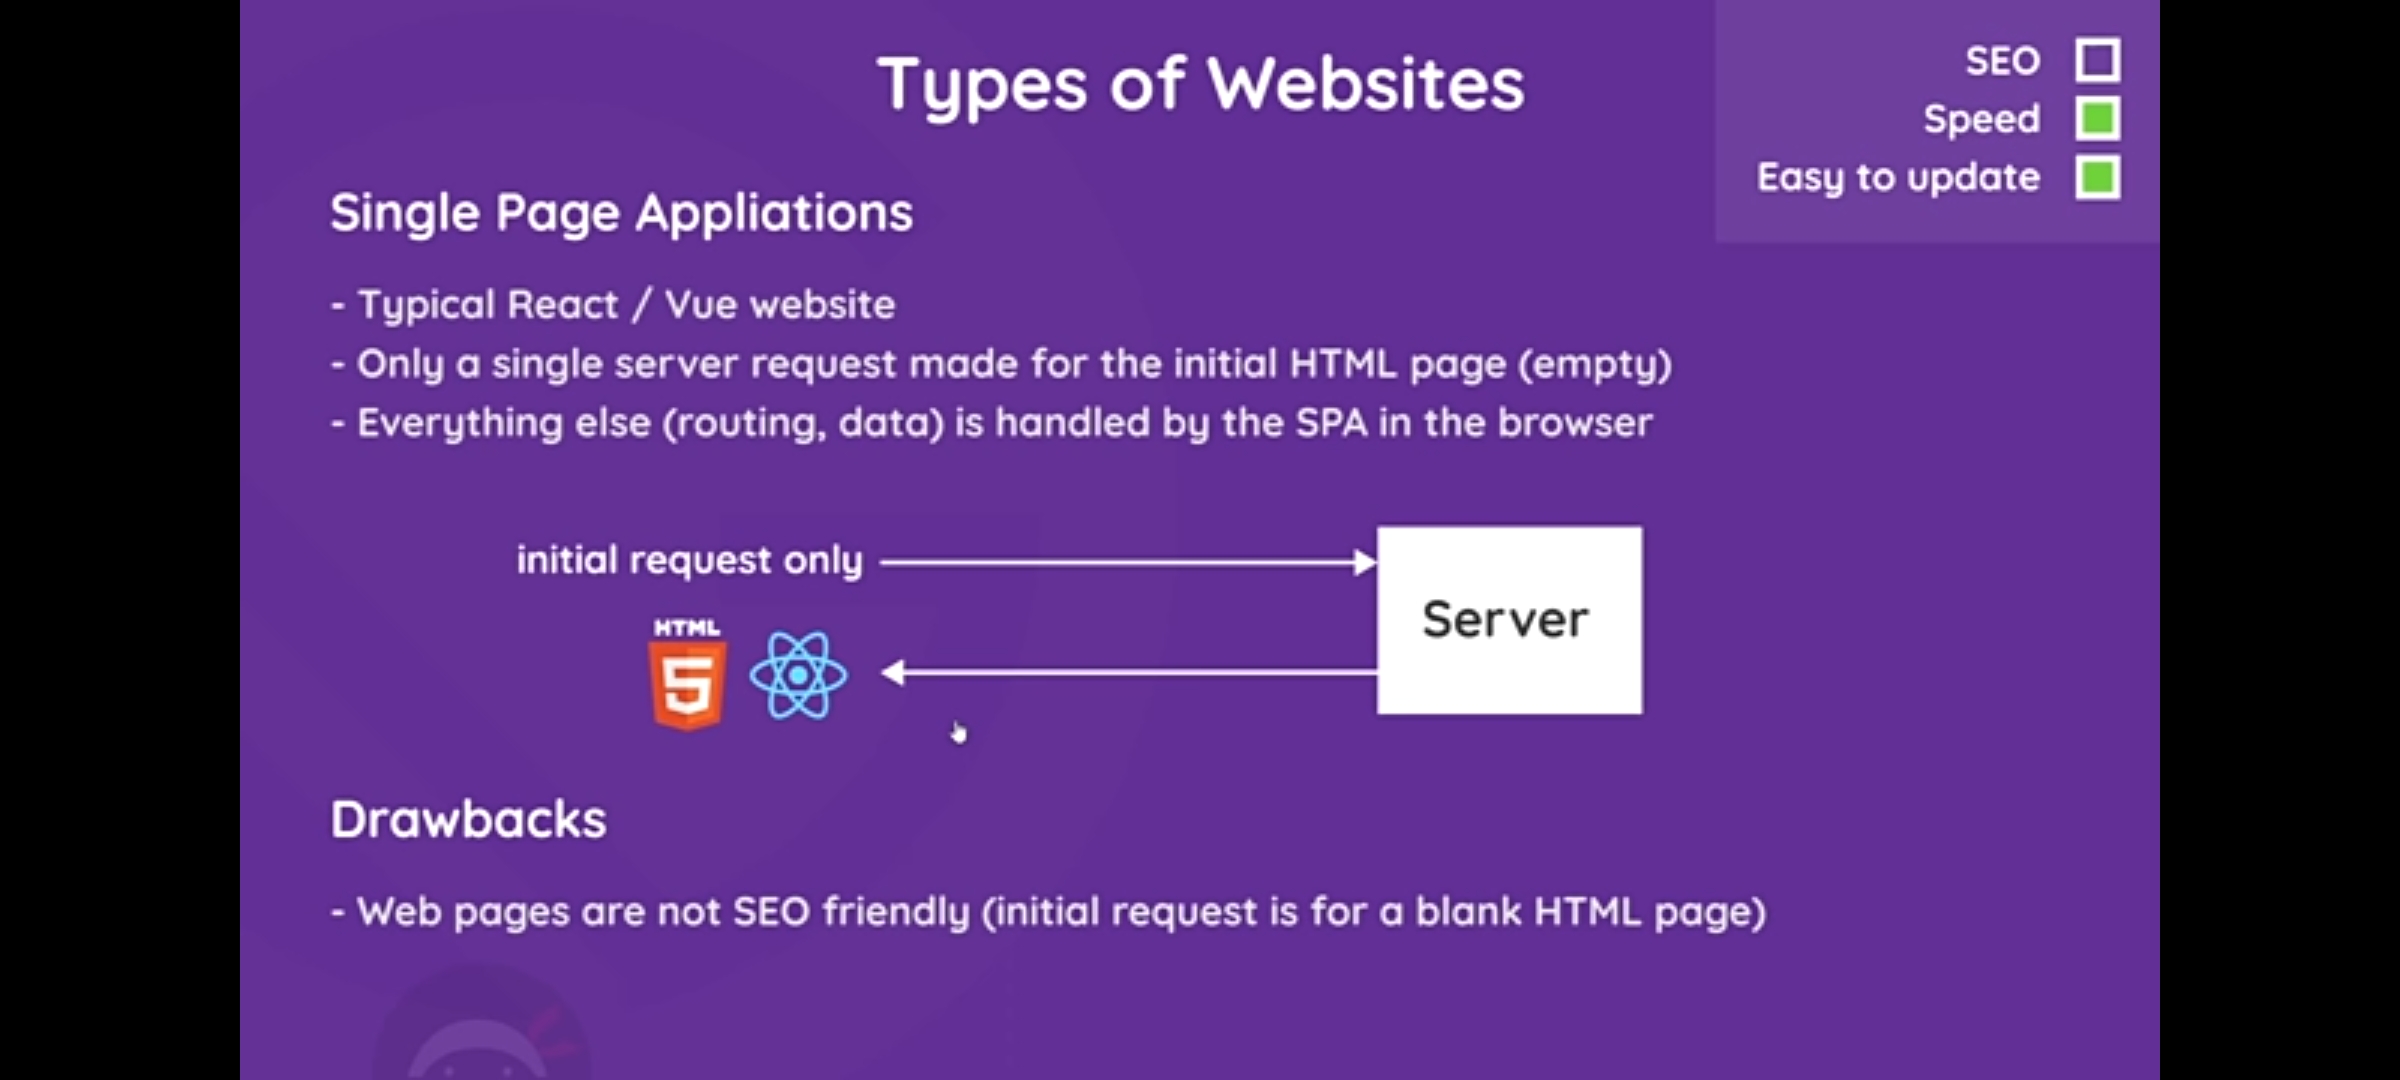 Types of Websites
SEO
Speed
Easy to update
Single Page Appliations
- Typical React / Vue website
- Only a single server request made for the initial HTML page (empty)
- Everything else (routing, data) is handled by the SPA in the browser
initial request only
Server
HTML
5
Drawbacks
- Web pages are not SEO friendly (initial request is for a blank HTML page)